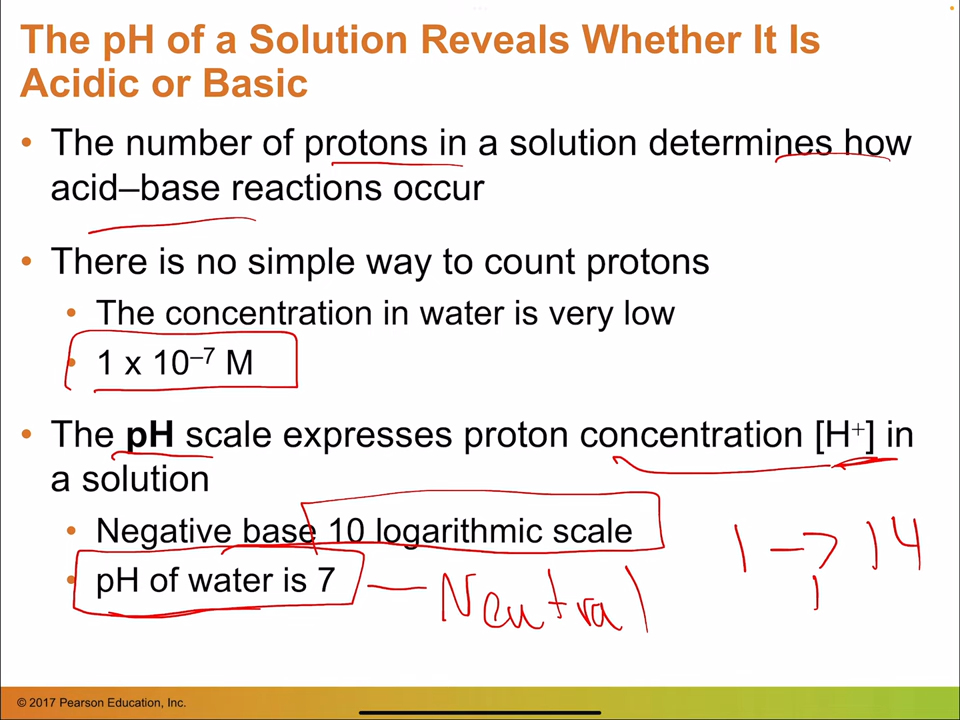 The pH of a Solution Reveals Whether It Is
Acidic or Basic
• The number of protons in a solution determines how
acid–base reactions occur
• There is no simple way to count protons
• The concentration in water is very low
• 1 x 10⁻⁷ M
• The pH scale expresses proton concentration [H⁺] in
a solution
• Negative base 10 logarithmic scale
1 → 14
• pH of water is 7 — Neutral
© 2017 Pearson Education, Inc.